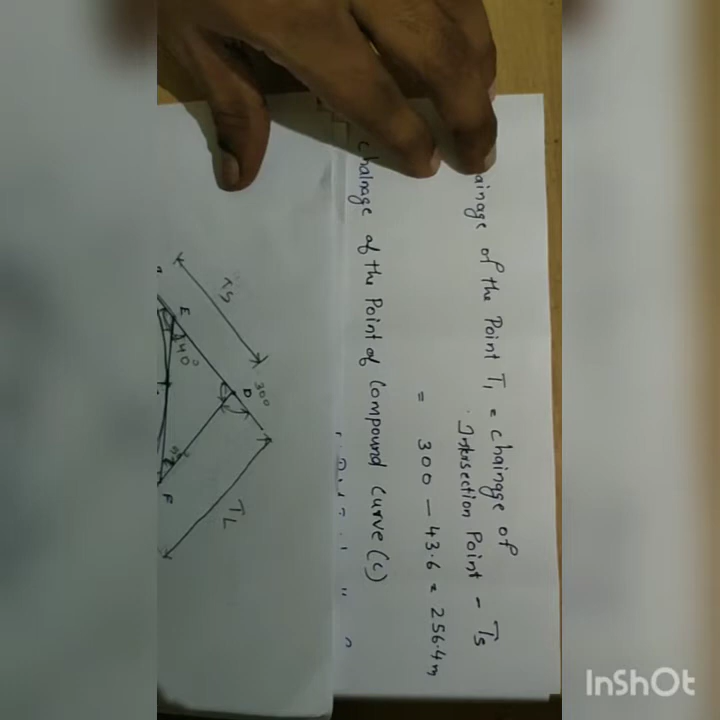 ainage of the Point T₁ = chaingge of
Intersection Point - Ts
= 300 - 43.6 = 256.4m
chainage of the Point of Compound Curve (C)
Ts
E
40°
30°
D
TL
F
InShOt